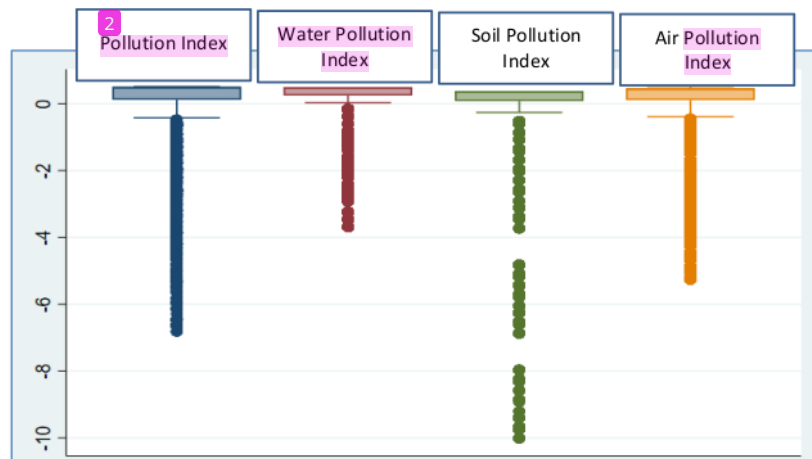 2
Pollution Index
Water Pollution
Index
Soil Pollution
Index
Air Pollution
Index
0
-2
-4
-6
-8
-10